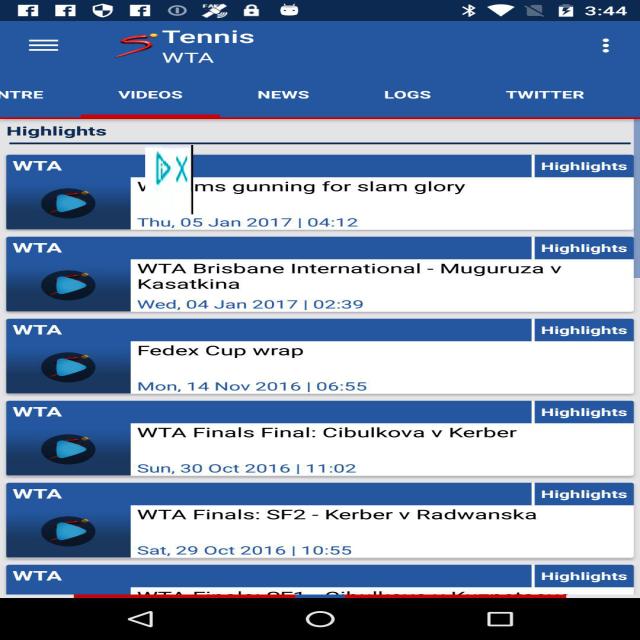 3:44
Tennis
WTA
NTRE
VIDEOS
NEWS
LOGS
TWITTER
Highlights
WTA
Highlights
ms gunning for slam glory
Thu, 05 Jan 2017 | 04:12
WTA
Highlights
WTA Brisbane International - Muguruza v
Kasatkina
Wed, 04 Jan 2017 | 02:39
WTA
Highlights
Fedex Cup wrap
Mon, 14 Nov 2016 | 06:55
WTA
Highlights
WTA Finals Final: Cibulkova v Kerber
Sun, 30 Oct 2016 | 11:02
WTA
Highlights
WTA Finals: SF2 - Kerber v Radwanska
Sat, 29 Oct 2016 | 10:55
WTA
Highlights